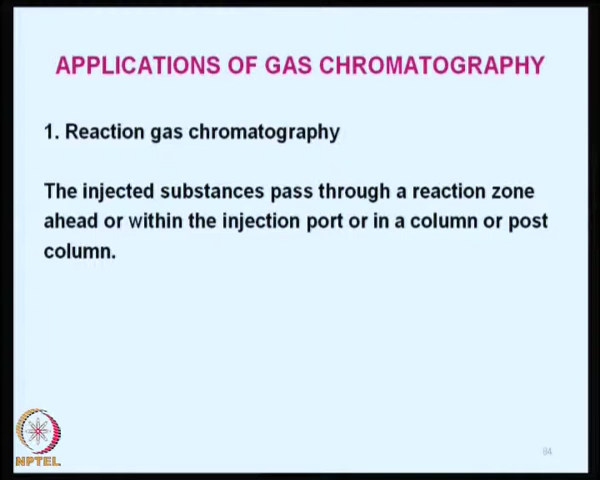 APPLICATIONS OF GAS CHROMATOGRAPHY
1. Reaction gas chromatography
The injected substances pass through a reaction zone
ahead or within the injection port or in a column or post
column.
NPTEL
94